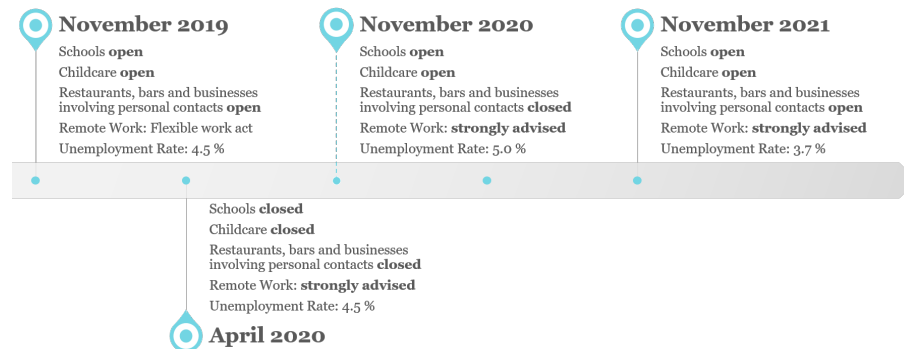 November 2019
Schools open
Childcare open
Restaurants, bars and businesses
involving personal contacts open
Remote Work: Flexible work act
Unemployment Rate: 4.5 %
November 2020
Schools open
Childcare open
Restaurants, bars and businesses
involving personal contacts closed
Remote Work: strongly advised
Unemployment Rate: 5.0 %
November 2021
Schools open
Childcare open
Restaurants, bars and businesses
involving personal contacts open
Remote Work: strongly advised
Unemployment Rate: 3.7 %
Schools closed
Childcare closed
Restaurants, bars and businesses
involving personal contacts closed
Remote Work: strongly advised
Unemployment Rate: 4.5 %
April 2020